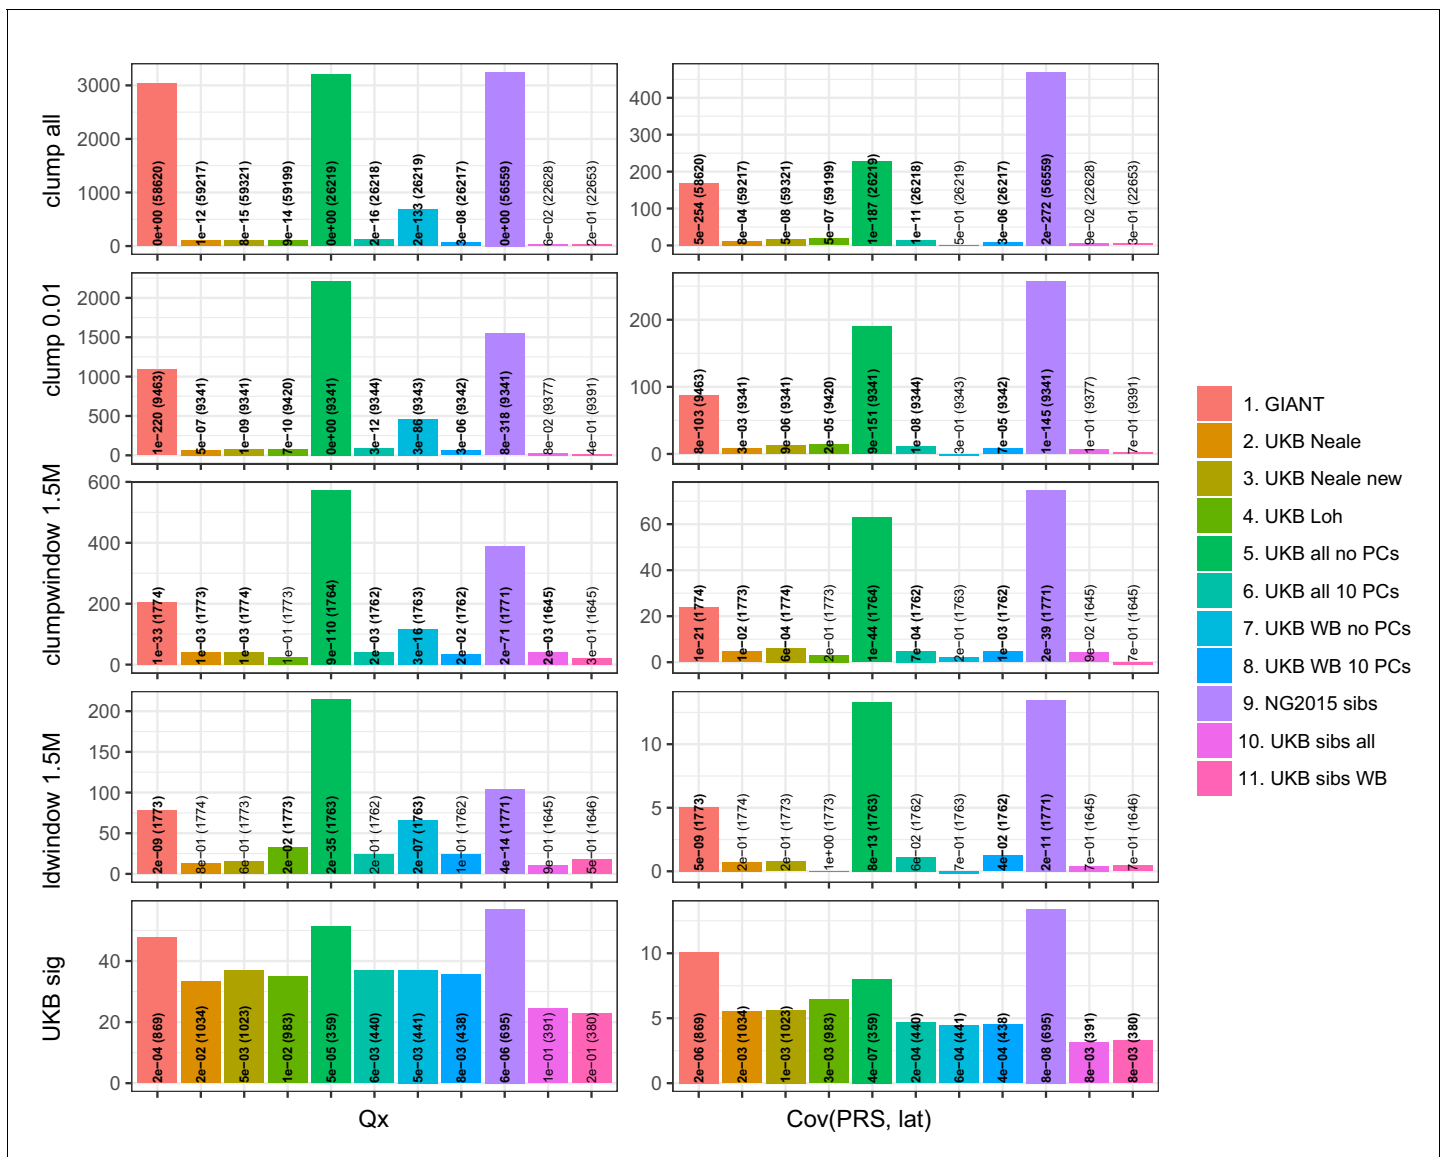 clump all
3000
2000
1000
0
0e+00 (58620)
1e−12 (59217)
8e−15 (59321)
9e−14 (59199)
0e+00 (26219)
2e−16 (26218)
2e−133 (26219)
3e−08 (26217)
0e+00 (56559)
6e−02 (22628)
2e−01 (22653)
400
300
200
100
0
5e−254 (58620)
8e−04 (59217)
5e−08 (59321)
5e−07 (59199)
1e−187 (26219)
1e−11 (26218)
5e−01 (26219)
3e−06 (26217)
2e−272 (56559)
9e−02 (22628)
3e−01 (22653)
clump 0.01
2000
1500
1000
500
0
1e−220 (9463)
5e−07 (9341)
1e−09 (9341)
7e−10 (9420)
0e+00 (9341)
3e−12 (9344)
3e−86 (9343)
3e−06 (9342)
8e−318 (9341)
8e−02 (9377)
4e−01 (9391)
200
100
0
8e−103 (9463)
3e−03 (9341)
9e−06 (9341)
2e−05 (9420)
9e−151 (9341)
1e−08 (9344)
3e−01 (9343)
7e−05 (9342)
1e−145 (9341)
1e−01 (9377)
7e−01 (9391)
clumpwindow 1.5M
600
400
200
0
1e−33 (1774)
1e−03 (1773)
1e−03 (1774)
1e−01 (1773)
9e−110 (1764)
2e−03 (1762)
3e−16 (1763)
2e−02 (1762)
2e−71 (1771)
2e−03 (1645)
3e−01 (1645)
60
40
20
0
1e−21 (1774)
1e−02 (1773)
6e−04 (1774)
2e−01 (1773)
1e−44 (1764)
7e−04 (1762)
2e−01 (1763)
1e−03 (1762)
2e−39 (1771)
9e−02 (1645)
7e−01 (1645)
ldwindow 1.5M
200
150
100
50
0
2e−09 (1773)
8e−01 (1774)
6e−01 (1773)
2e−02 (1773)
2e−35 (1763)
2e−01 (1762)
2e−07 (1763)
1e−01 (1762)
4e−14 (1771)
9e−01 (1645)
5e−01 (1646)
10
5
0
5e−09 (1773)
2e−01 (1774)
2e−01 (1773)
1e+00 (1773)
8e−13 (1763)
6e−02 (1762)
7e−01 (1763)
4e−02 (1762)
2e−11 (1771)
7e−01 (1645)
7e−01 (1646)
UKB sig
40
20
0
2e−04 (869)
2e−02 (1034)
5e−03 (1023)
1e−02 (983)
5e−05 (359)
6e−03 (440)
5e−03 (441)
8e−03 (438)
6e−06 (695)
1e−01 (391)
2e−01 (380)
10
5
0
2e−06 (869)
2e−03 (1034)
1e−03 (1023)
3e−03 (983)
4e−07 (359)
2e−04 (440)
6e−04 (441)
4e−04 (438)
8e−08 (695)
8e−03 (391)
8e−03 (380)
Qx
Cov(PRS, lat)
1. GIANT
2. UKB Neale
3. UKB Neale new
4. UKB Loh
5. UKB all no PCs
6. UKB all 10 PCs
7. UKB WB no PCs
8. UKB WB 10 PCs
9. NG2015 sibs
10. UKB sibs all
11. UKB sibs WB